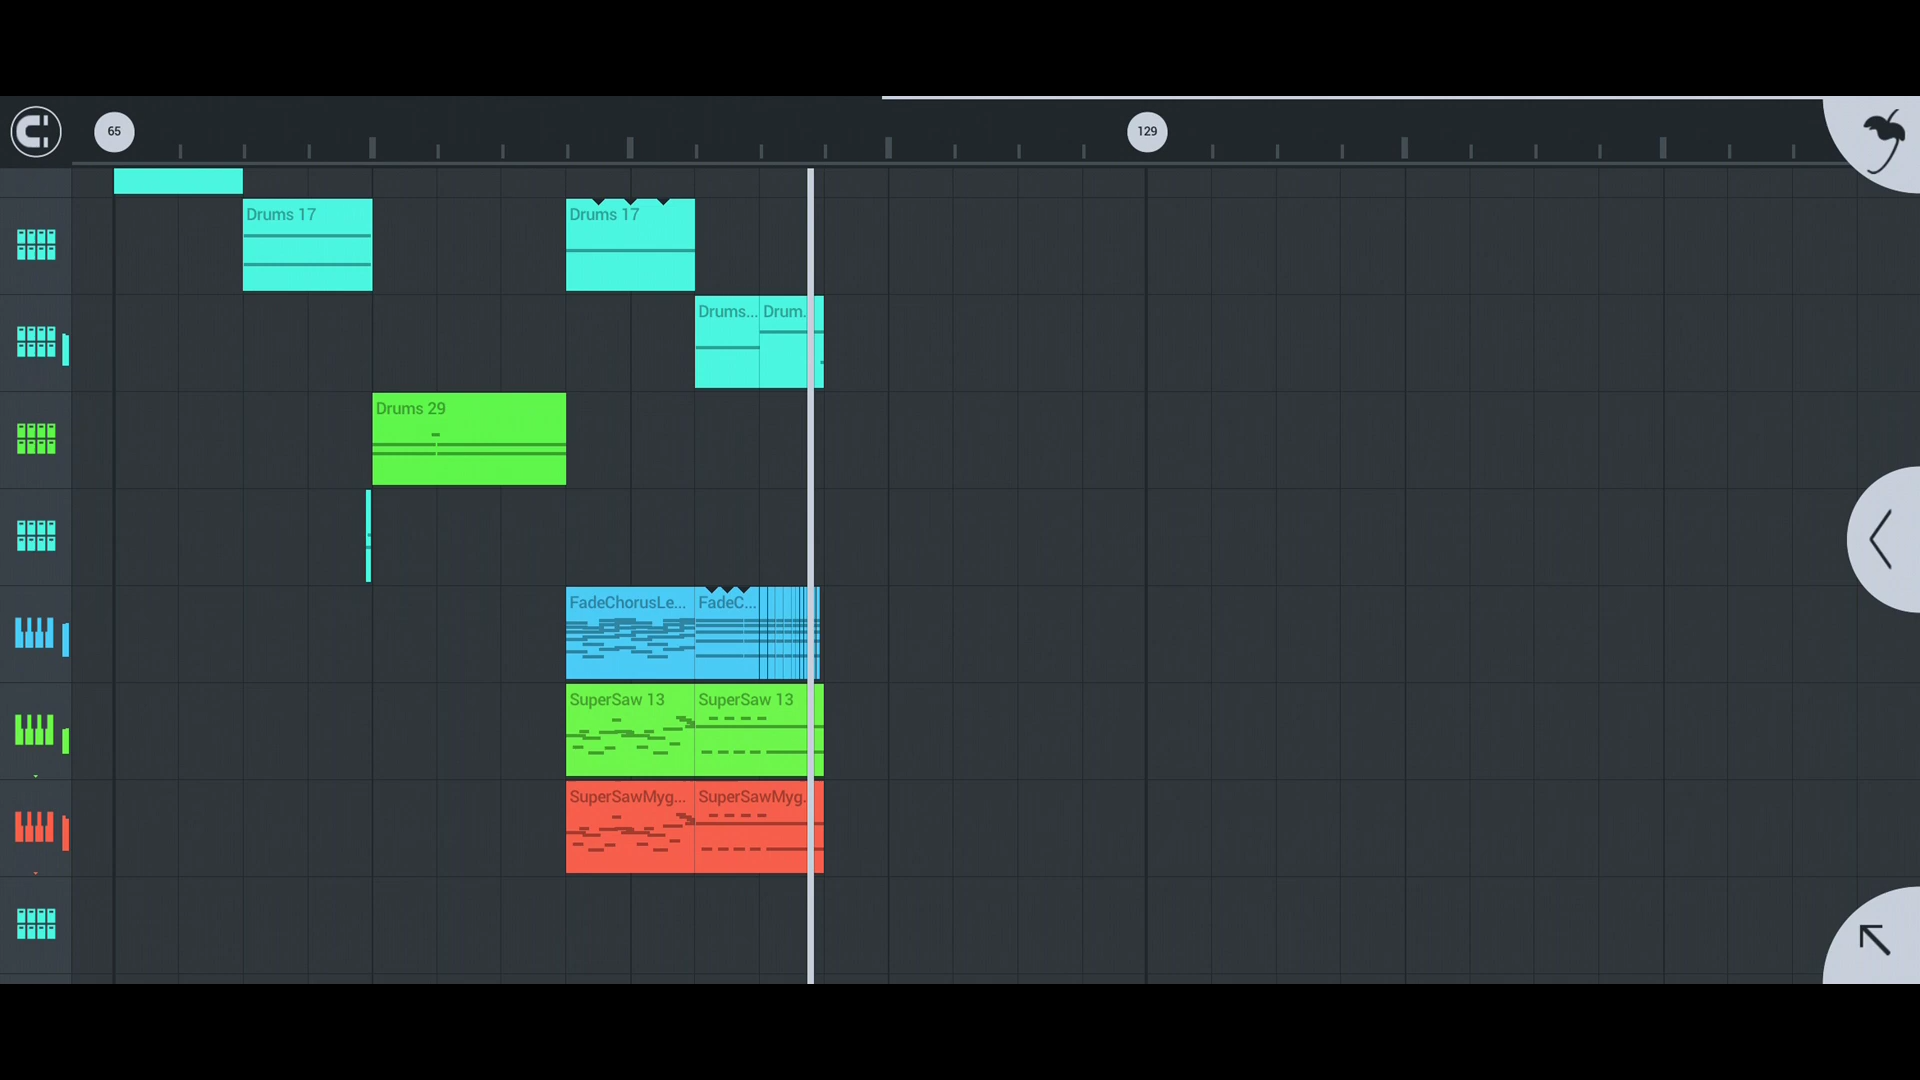 65
129
Drums 17
Drums 17
Drums...
Drum.
Drums 29
FadeChorusLe...
FadeC...
SuperSaw 13
SuperSaw 13
SuperSawMyg...
SuperSawMyg.